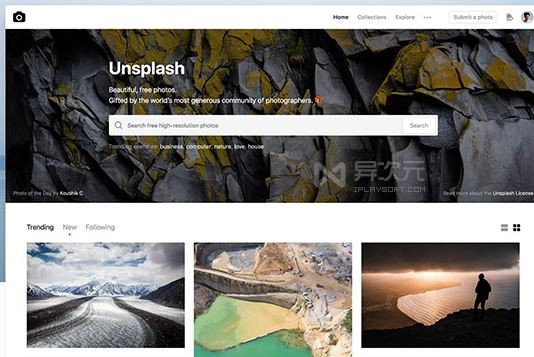 Home Collections Explore ··· Submit a photo
Unsplash
Beautiful, free photos.
Gifted by the world's most generous community of photographers. 🎁
Search free high-resolution photos Search
Trending searches: business, computer, nature, love, house
异次元
IPLAYSOFT.COM
Photo of the Day by Koushik C Read more about the Unsplash License
Trending New Following